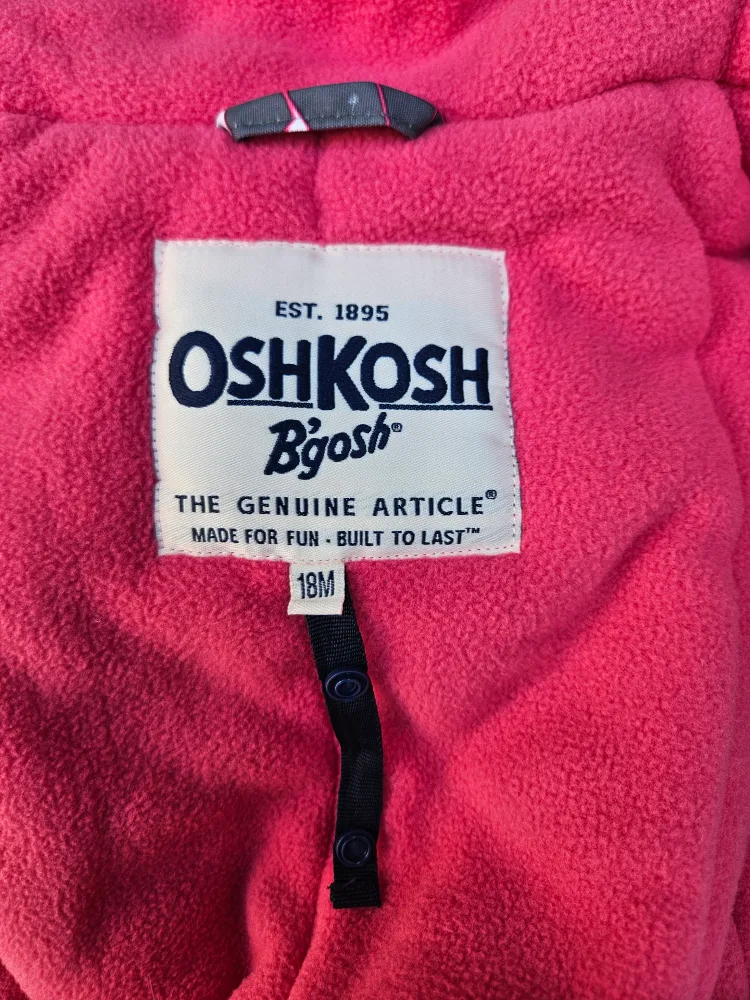 EST. 1895
OSHKOSH
B'gosh®
THE GENUINE ARTICLE®
MADE FOR FUN · BUILT TO LAST™
18M